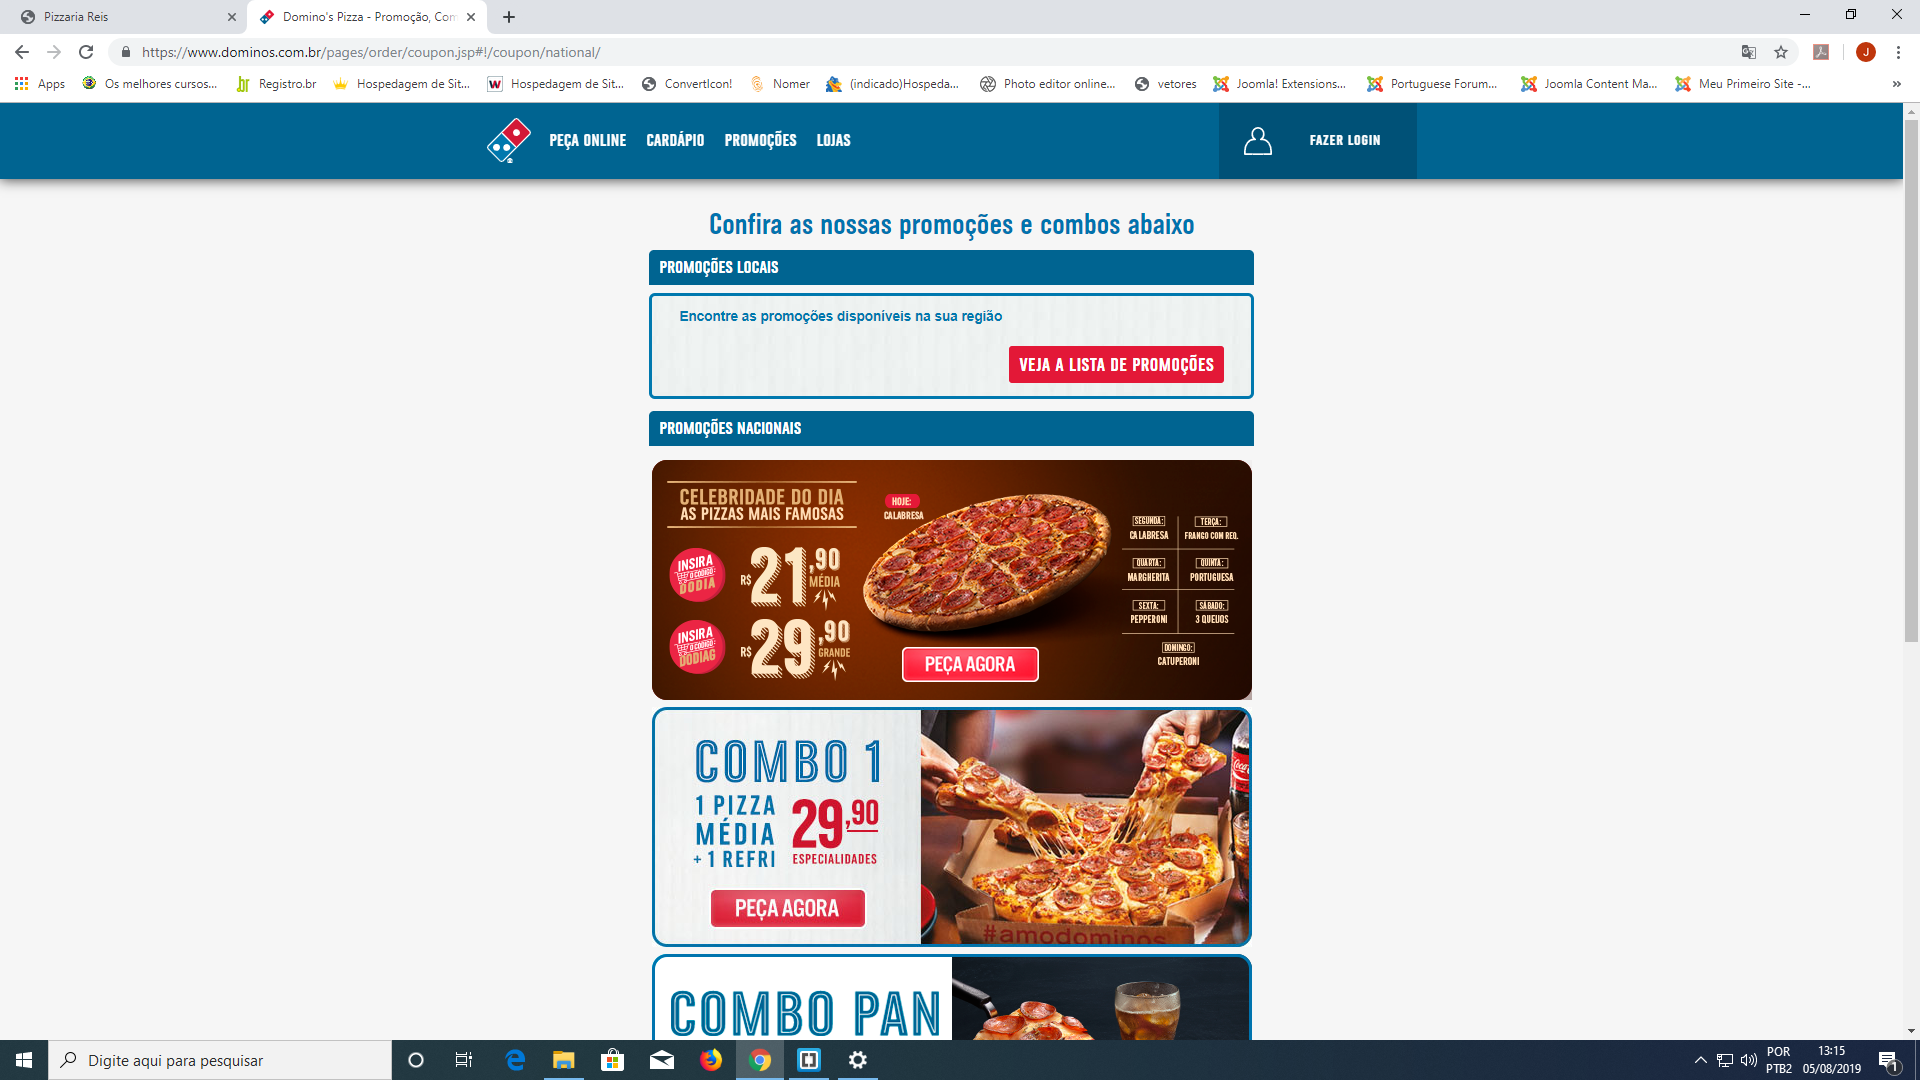 Pizzaria Reis
Domino's Pizza - Promoção, Com
https://www.dominos.com.br/pages/order/coupon.jsp#!/coupon/national/
J
Apps
Os melhores cursos...
Registro.br
Hospedagem de Sit...
Hospedagem de Sit...
ConvertIcon!
Nomer
(indicado)Hospeda...
Photo editor online...
vetores
Joomla! Extensions...
Portuguese Forum...
Joomla Content Ma...
Meu Primeiro Site -...
»
PEÇA ONLINE
CARDÁPIO
PROMOÇÕES
LOJAS
FAZER LOGIN
Confira as nossas promoções e combos abaixo
PROMOÇÕES LOCAIS
Encontre as promoções disponíveis na sua região
VEJA A LISTA DE PROMOÇÕES
PROMOÇÕES NACIONAIS
CELEBRIDADE DO DIA
AS PIZZAS MAIS FAMOSAS
INSIRA
O CÓDIGO
DODIA
R$ 21,90
MÉDIA
INSIRA
O CÓDIGO
DODIAG
R$ 29,90
GRANDE
HOJE:
CALABRESA
PEÇA AGORA
SEGUNDA:
CALABRESA
TERÇA:
FRANGO COM REQ.
QUARTA:
MARGHERITA
QUINTA:
PORTUGUESA
SEXTA:
PEPPERONI
SÁBADO:
3 QUEIJOS
DOMINGO:
CATUPERONI
COMBO 1
1 PIZZA
MÉDIA
+ 1 REFRI
29,90
ESPECIALIDADES
PEÇA AGORA
Coca-Cola
#amodominos
COMBO PAN
Digite aqui para pesquisar
POR
PTB2
13:15
05/08/2019
1